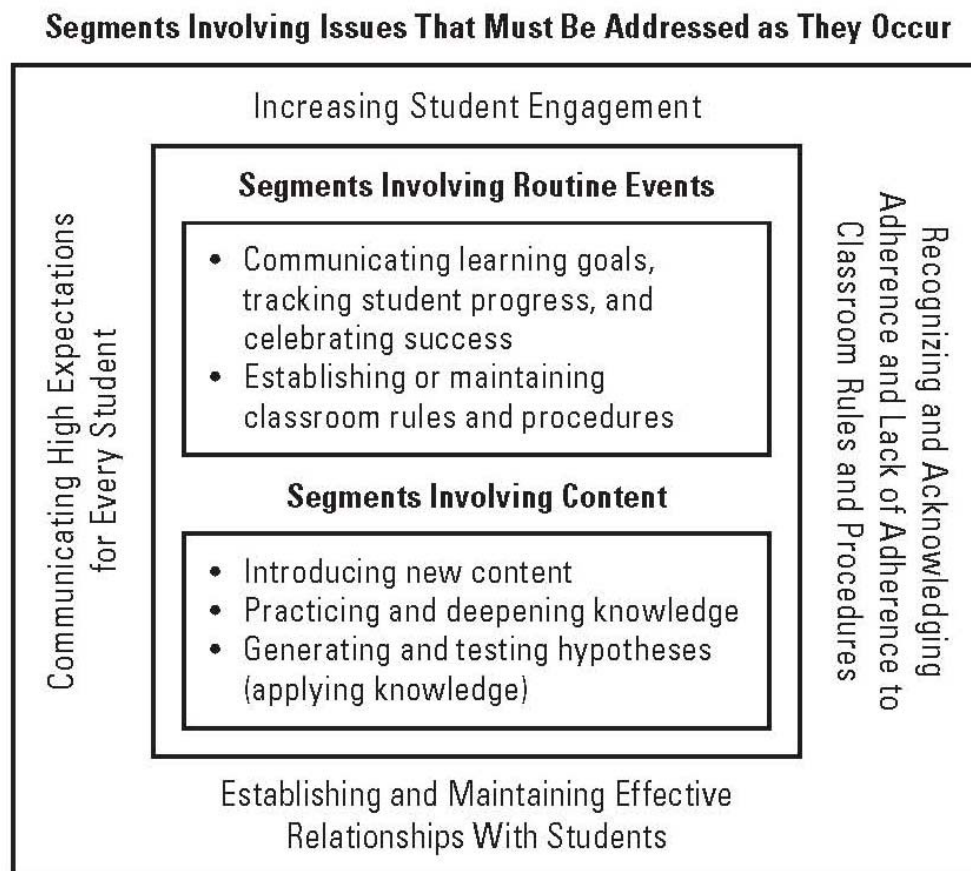 Segments Involving Issues That Must Be Addressed as They Occur
Increasing Student Engagement
Communicating High Expectations
for Every Student
Segments Involving Routine Events
• Communicating learning goals,
tracking student progress, and
celebrating success
• Establishing or maintaining
classroom rules and procedures
Segments Involving Content
• Introducing new content
• Practicing and deepening knowledge
• Generating and testing hypotheses
(applying knowledge)
Recognizing and Acknowledging
Adherence and Lack of Adherence to
Classroom Rules and Procedures
Establishing and Maintaining Effective
Relationships With Students